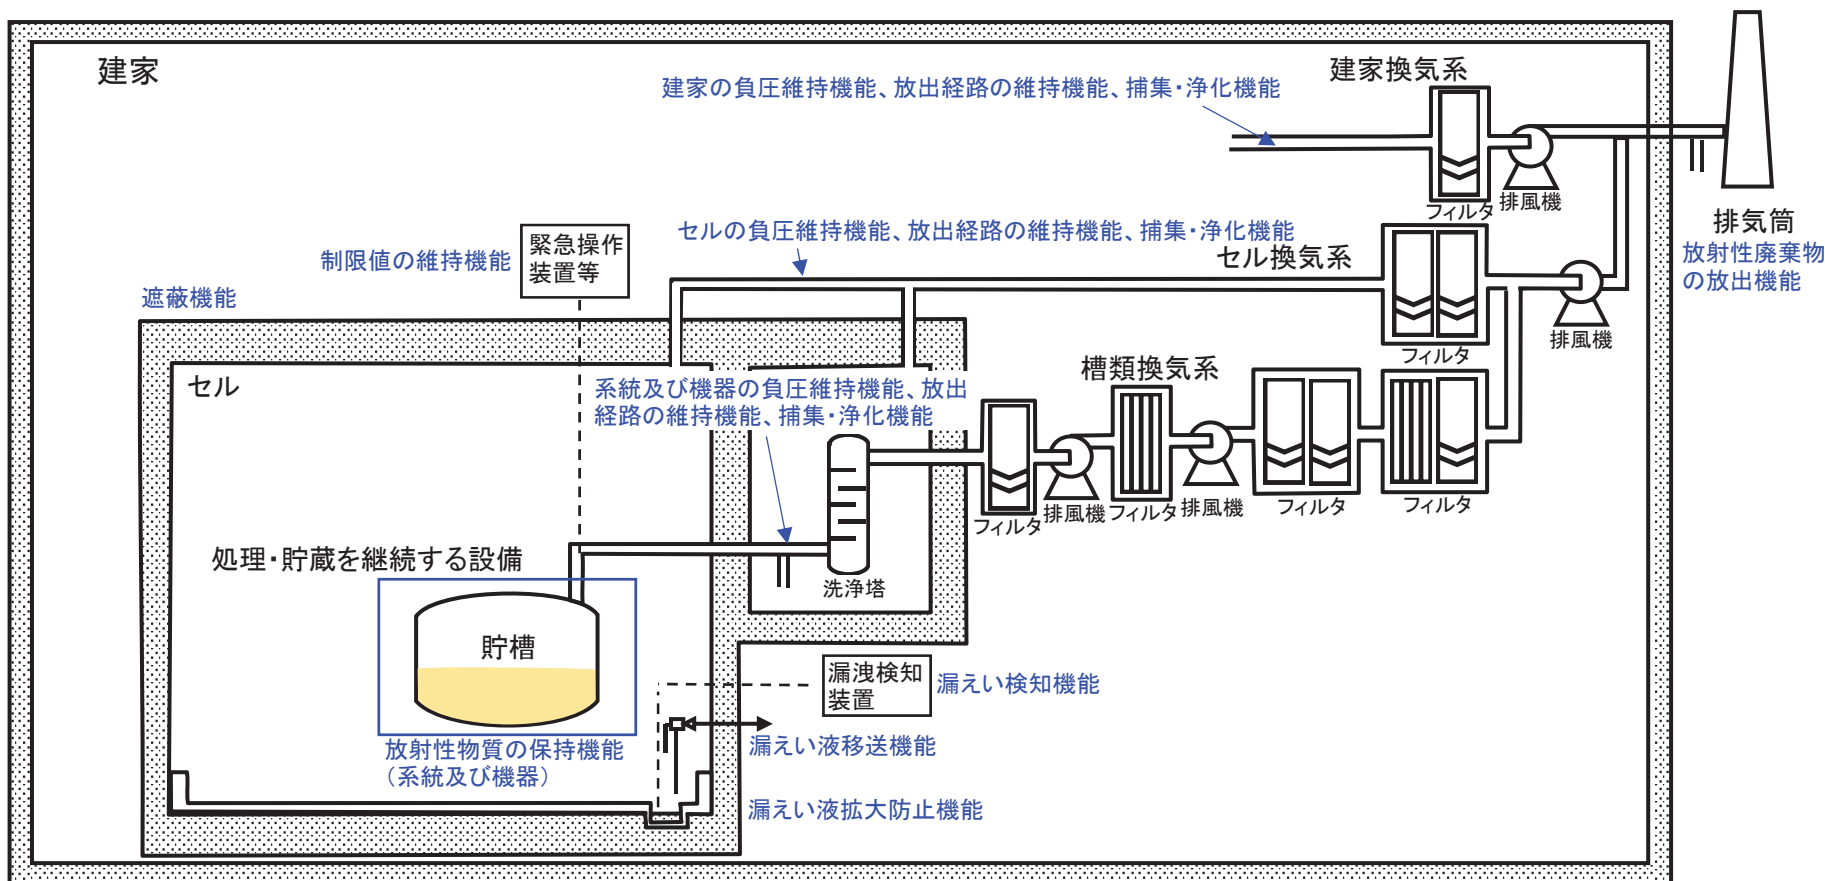 建家
建家換気系
建家の負圧維持機能、放出経路の維持機能、捕集・浄化機能
フィルタ
排風機
排気筒
放射性廃棄物
の放出機能
セルの負圧維持機能、放出経路の維持機能、捕集・浄化機能
セル換気系
緊急操作
装置等
制限値の維持機能
遮蔽機能
フィルタ
排風機
セル
系統及び機器の負圧維持機能、放出
経路の維持機能、捕集・浄化機能
槽類換気系
フィルタ
排風機
フィルタ
排風機
フィルタ
フィルタ
処理・貯蔵を継続する設備
洗浄塔
貯槽
漏洩検知
装置
漏えい検知機能
放射性物質の保持機能
（系統及び機器）
漏えい液移送機能
漏えい液拡大防止機能